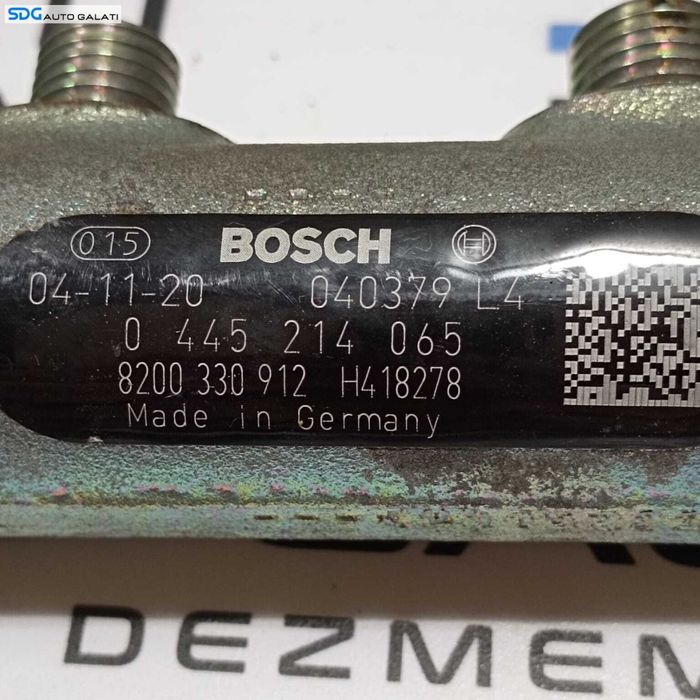 SDG AUTO GALATI
015 BOSCH
04-11-20 040379 L4
0 445 214 065
8200 330 912 H418278
Made in Germany
DEZMEM